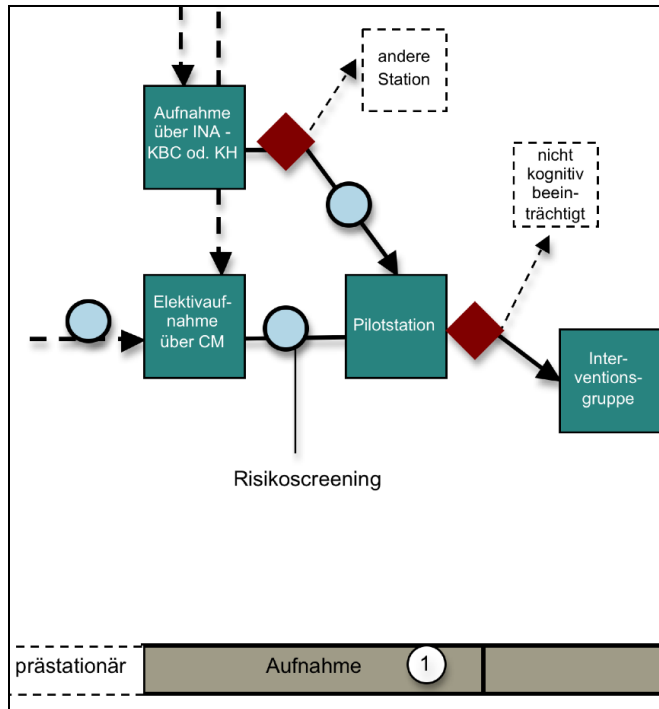 andere
Station
Aufnahme
über INA -
KBC od. KH
nicht
kognitiv
beein-
trächtigt
Elektivauf-
nahme
über CM
Pilotstation
Inter-
ventions-
gruppe
Risikoscreening
prästationär
Aufnahme
1